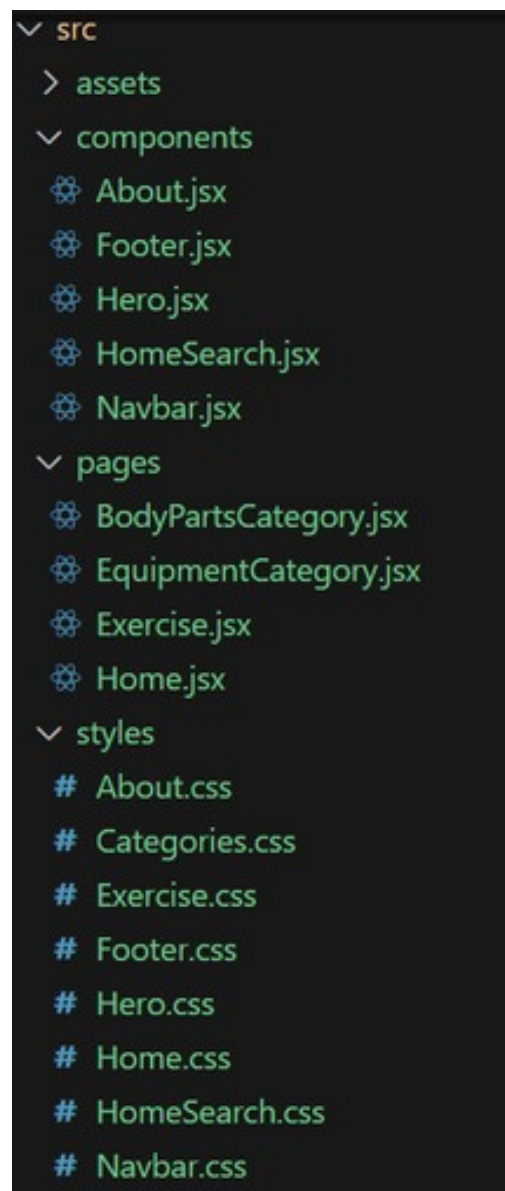 src
assets
components
About.jsx
Footer.jsx
Hero.jsx
HomeSearch.jsx
Navbar.jsx
pages
BodyPartsCategory.jsx
EquipmentCategory.jsx
Exercise.jsx
Home.jsx
styles
# About.css
# Categories.css
# Exercise.css
# Footer.css
# Hero.css
# Home.css
# HomeSearch.css
# Navbar.css